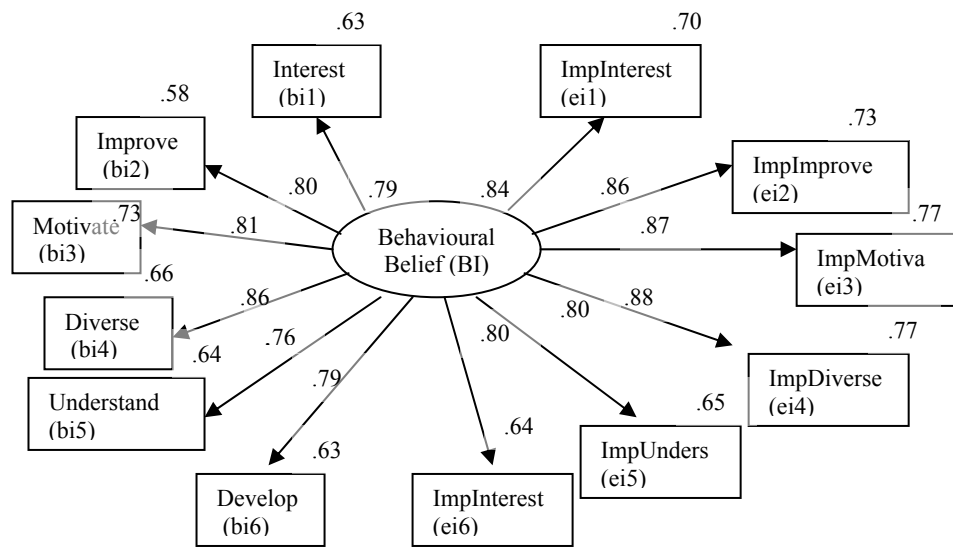 .63
.70
Interest
(bi1)
ImpInterest
(ei1)
.58
.73
Improve
(bi2)
ImpImprove
(ei2)
.80
.79
.84
.86
.73
Motivate
(bi3)
.81
Behavioural
Belief (BI)
.87
.77
ImpMotiva
(ei3)
.66
.86
.80
.88
Diverse
(bi4)
.64
.76
.80
.77
Understand
(bi5)
.79
ImpDiverse
(ei4)
.65
.63
.64
ImpUnders
(ei5)
Develop
(bi6)
ImpInterest
(ei6)